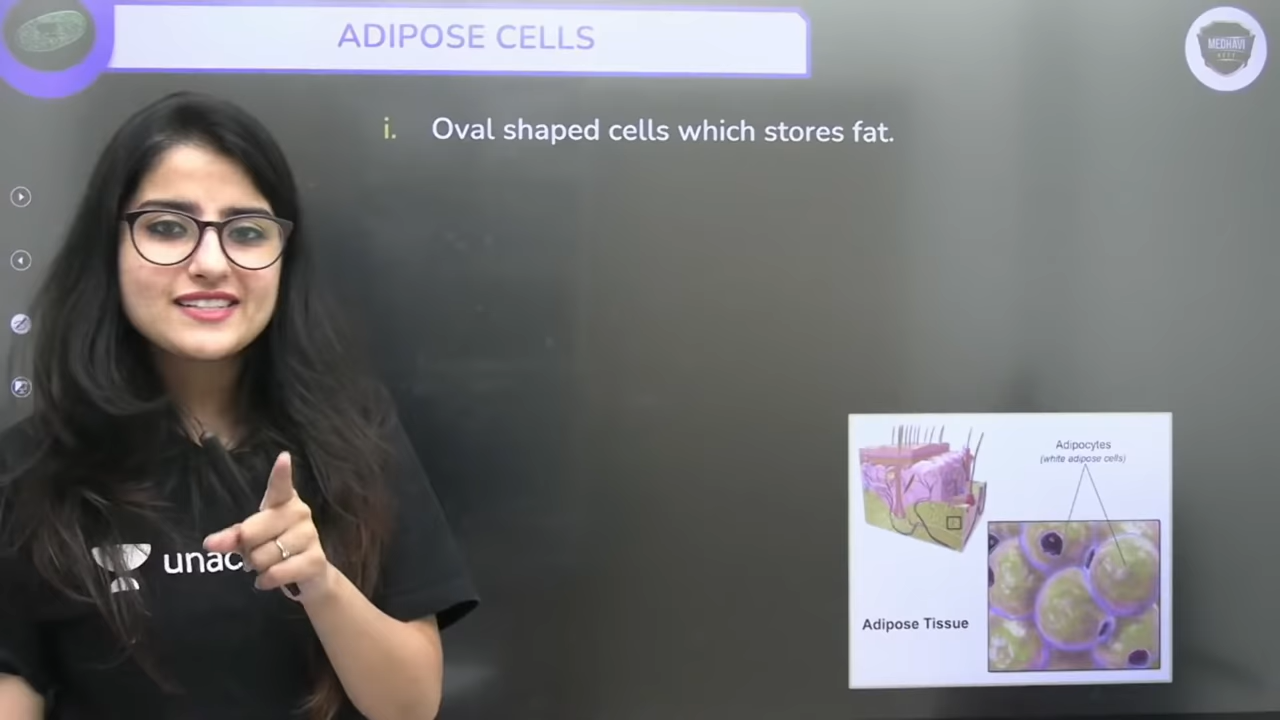 ADIPOSE CELLS
MEDHAVI
i. Oval shaped cells which stores fat.
Adipocytes
(white adipose cells)
unac
Adipose Tissue